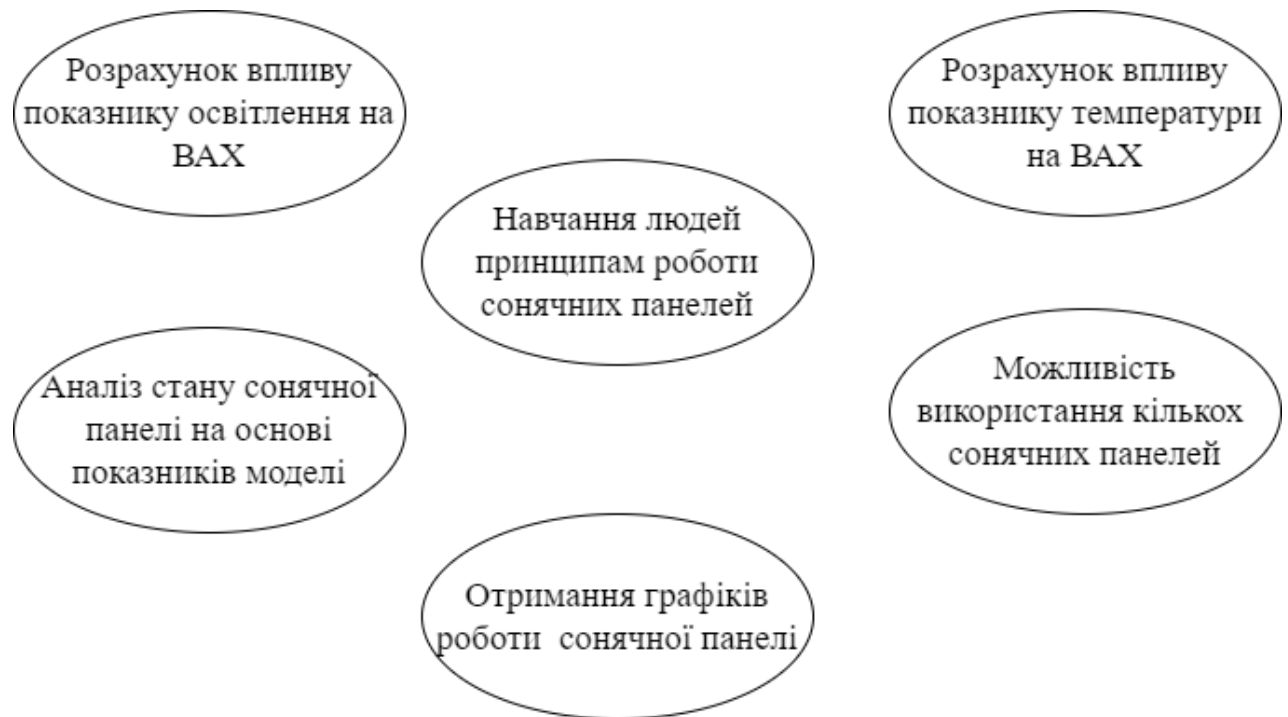 Розрахунок впливу
показнику освітлення на
ВАХ
Розрахунок впливу
показнику температури
на ВАХ
Навчання людей
принципам роботи
сонячних панелей
Аналіз стану сонячної
панелі на основі
показників моделі
Можливість
використання кількох
сонячних панелей
Отримання графіків
роботи сонячної панелі